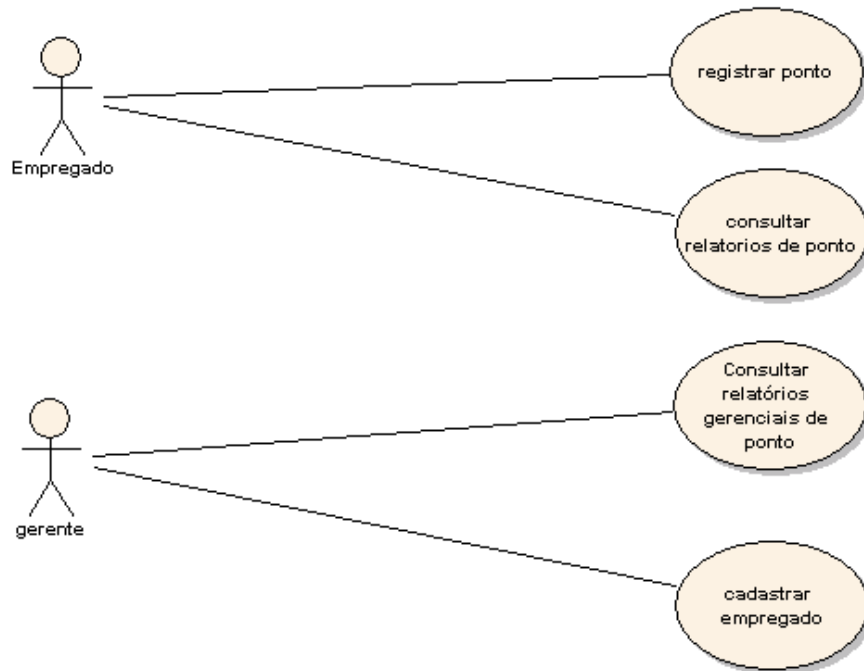 registrar ponto
Empregado
consultar
relatorios de ponto
Consultar
relatórios
gerenciais de
ponto
gerente
cadastrar
empregado